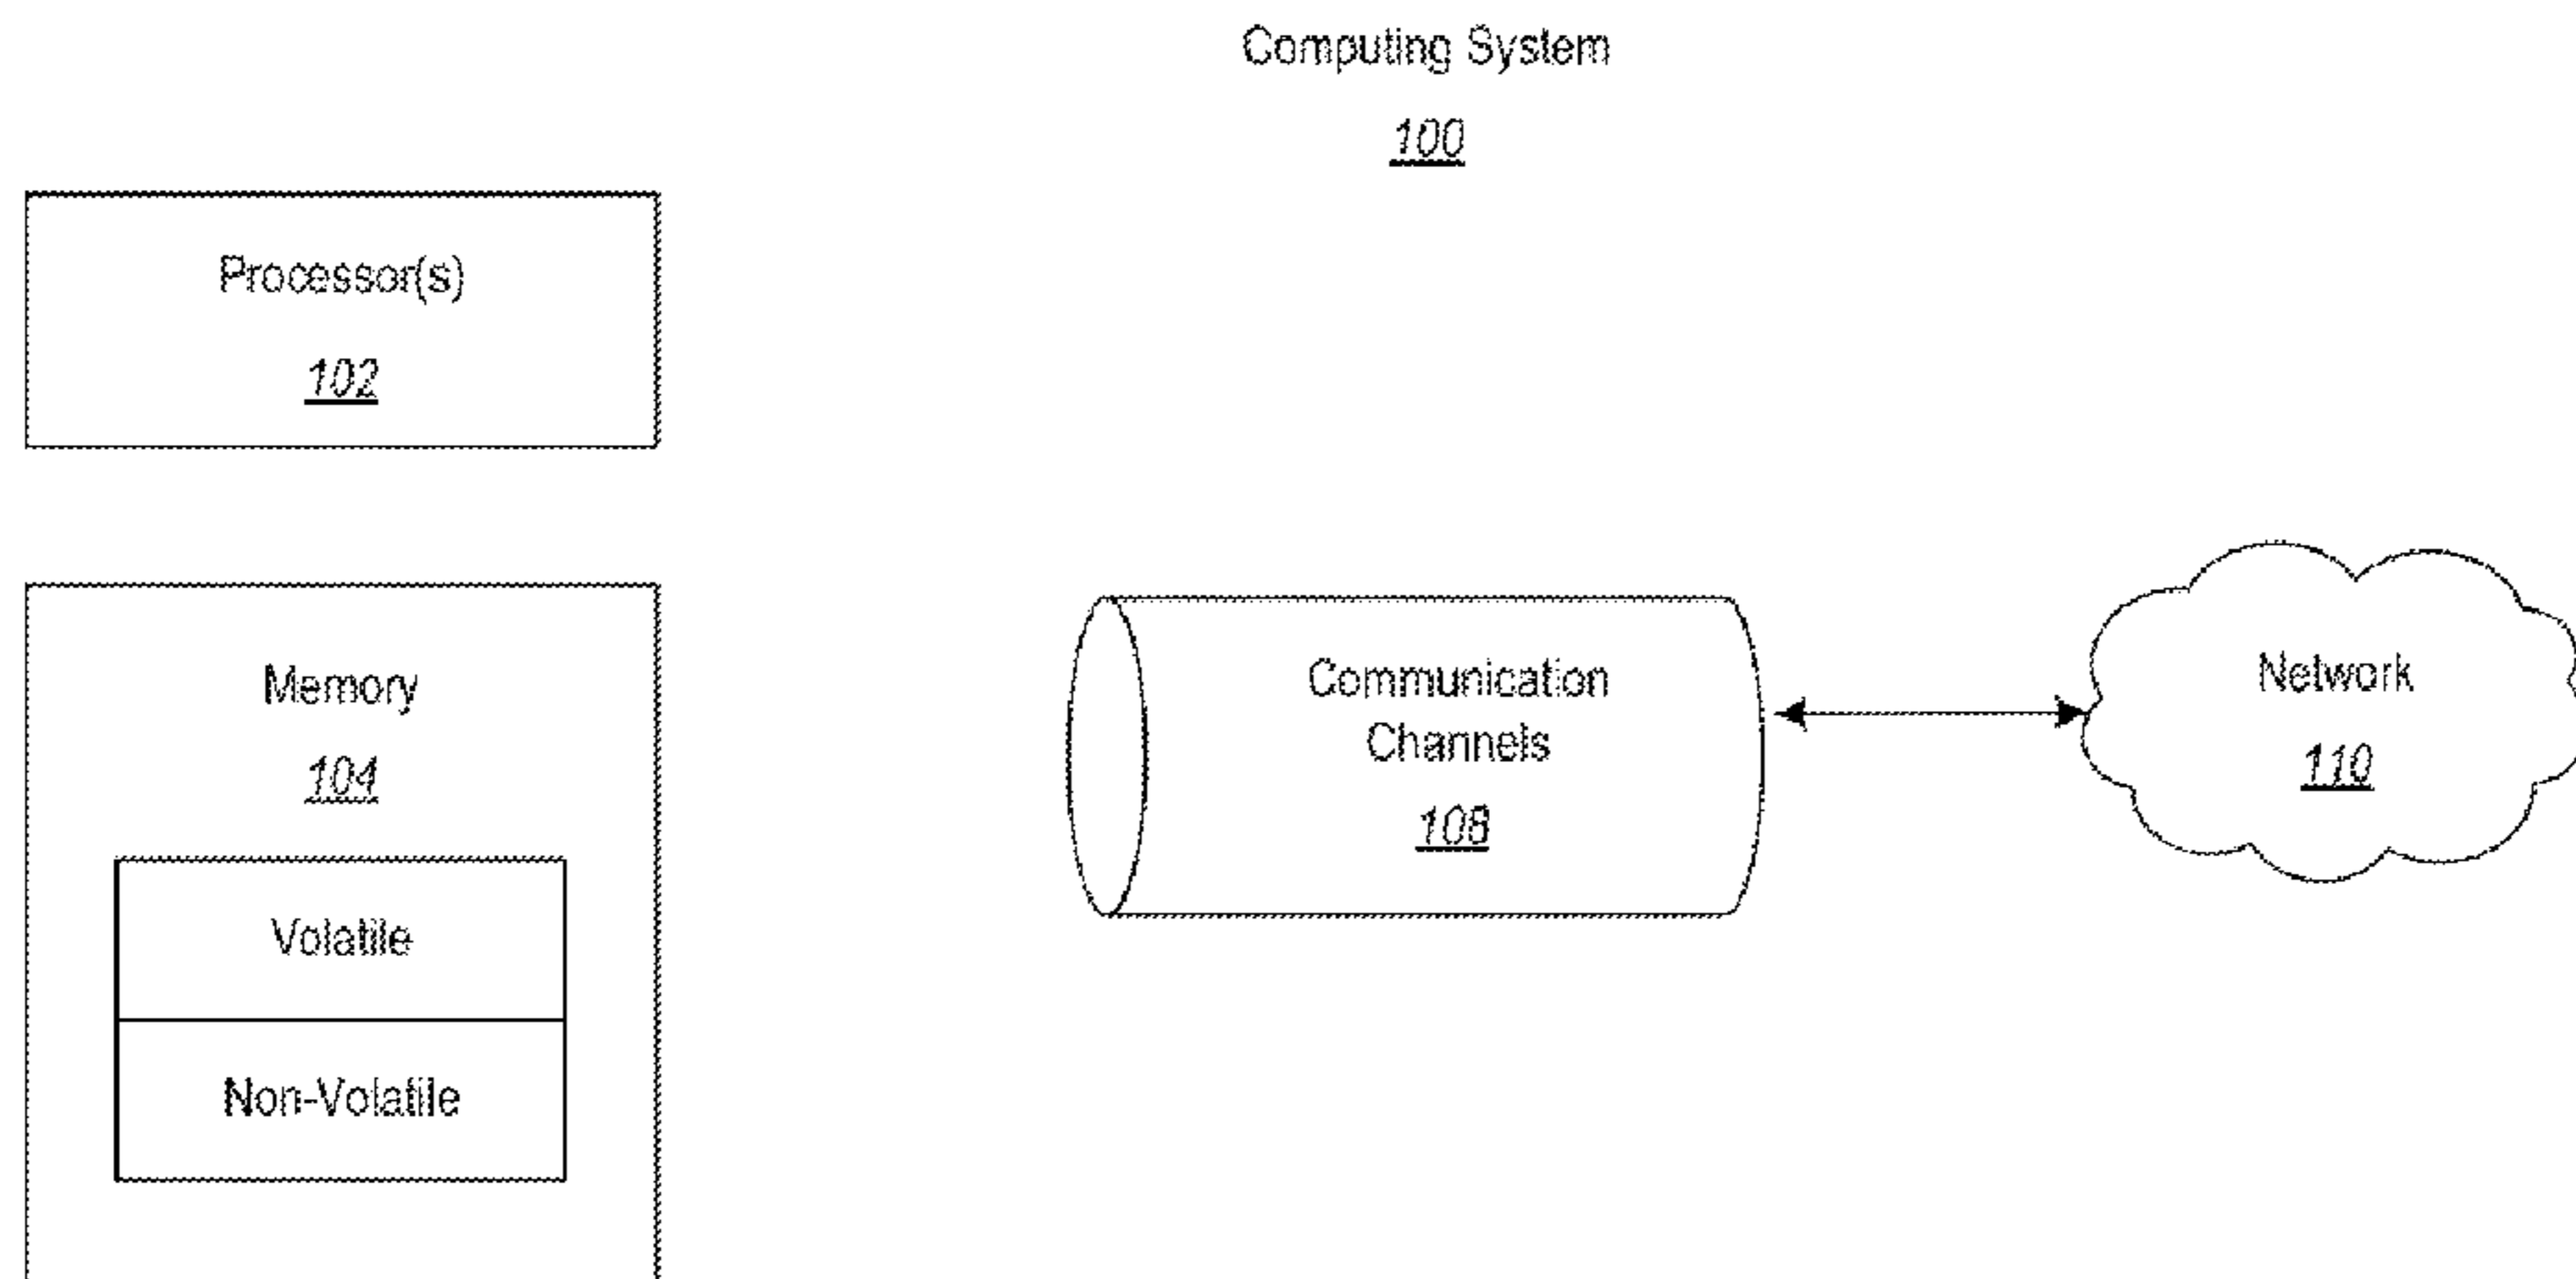 Computing System
100
Processor(s)
102
Memory
104
Volatile
Non-Volatile
Communication
Channels
108
Network
110